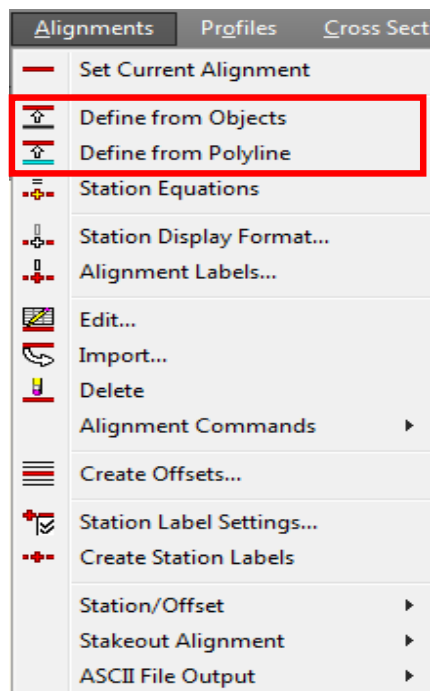 Alignments Profiles Cross Sect
Set Current Alignment
Define from Objects
Define from Polyline
Station Equations
Station Display Format...
Alignment Labels...
Edit...
Import...
Delete
Alignment Commands
Create Offsets...
Station Label Settings...
Create Station Labels
Station/Offset
Stakeout Alignment
ASCII File Output